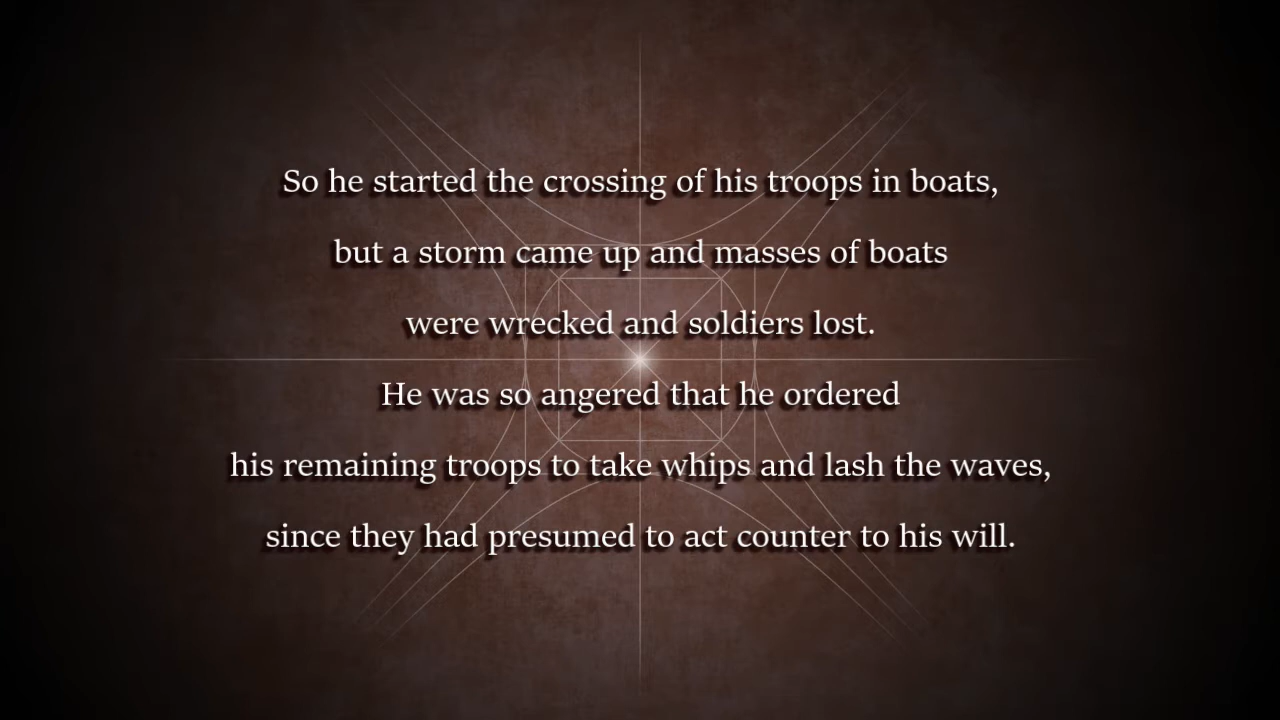 So he started the crossing of his troops in boats,
but a storm came up and masses of boats
were wrecked and soldiers lost.
He was so angered that he ordered
his remaining troops to take whips and lash the waves,
since they had presumed to act counter to his will.